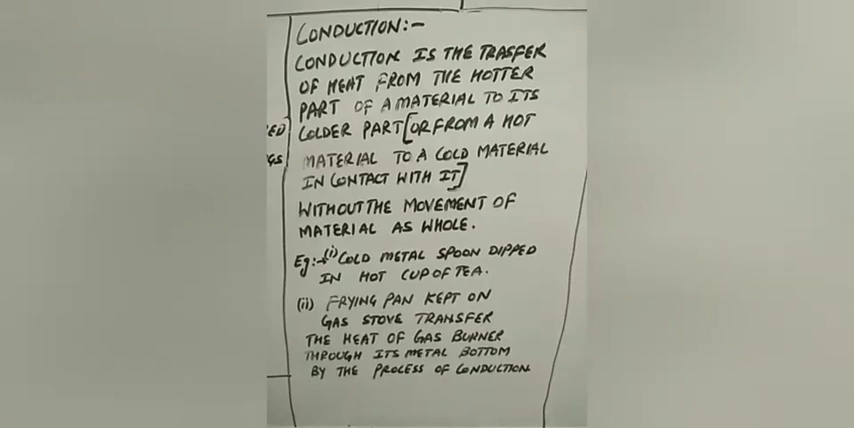 CONDUCTION:-
CONDUCTION IS THE TRASFER
OF HEAT FROM THE HOTTER
PART OF A MATERIAL TO ITS
ED COLDER PART [OR FROM A HOT
GS MATERIAL TO A COLD MATERIAL
IN CONTACT WITH IT]
WITHOUT THE MOVEMENT OF
MATERIAL AS WHOLE.
Eg:→(i) COLD METAL SPOON DIPPED
IN HOT CUP OF TEA.
(ii) FRYING PAN KEPT ON
GAS STOVE TRANSFER
THE HEAT OF GAS BURNER
THROUGH ITS METAL BOTTOM
BY THE PROCESS OF CONDUCTION